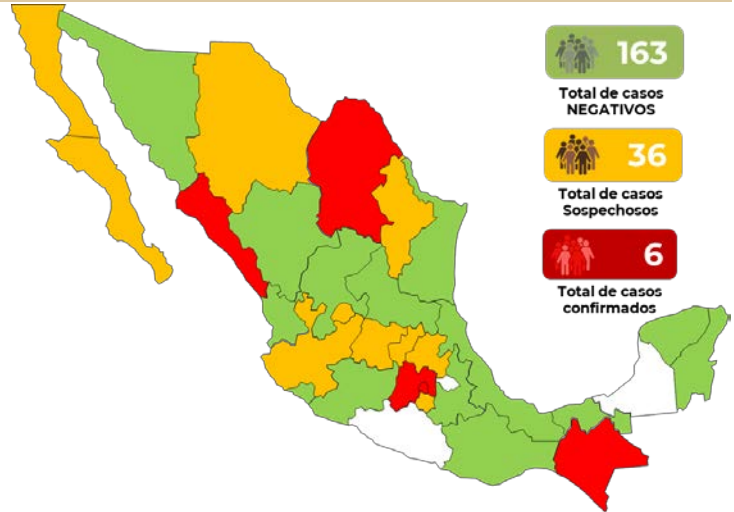 163
Total de casos
NEGATIVOS
36
Total de casos
Sospechosos
6
Total de casos
confirmados